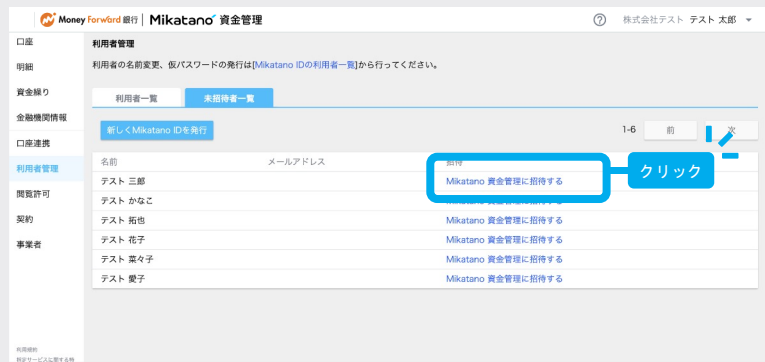 Money Forward 銀行 Mikatano 資金管理 ? 株式会社テスト テスト 太郎
口座
明細
資金繰り
金融機関情報
口座連携
利用者管理
閲覧許可
契約
事業者
利用規約
利用者管理
利用者の名前変更、仮パスワードの発行は[Mikatano IDの利用者一覧]から行ってください。
利用者一覧 未招待者一覧
新しくMikatano IDを発行 1-6 前 次
名前 メールアドレス 招待
テスト 三郎 Mikatano 資金管理に招待する
クリック
テスト かなこ
テスト 拓也 Mikatano 資金管理に招待する
テスト 花子 Mikatano 資金管理に招待する
テスト 菜々子 Mikatano 資金管理に招待する
テスト 愛子 Mikatano 資金管理に招待する